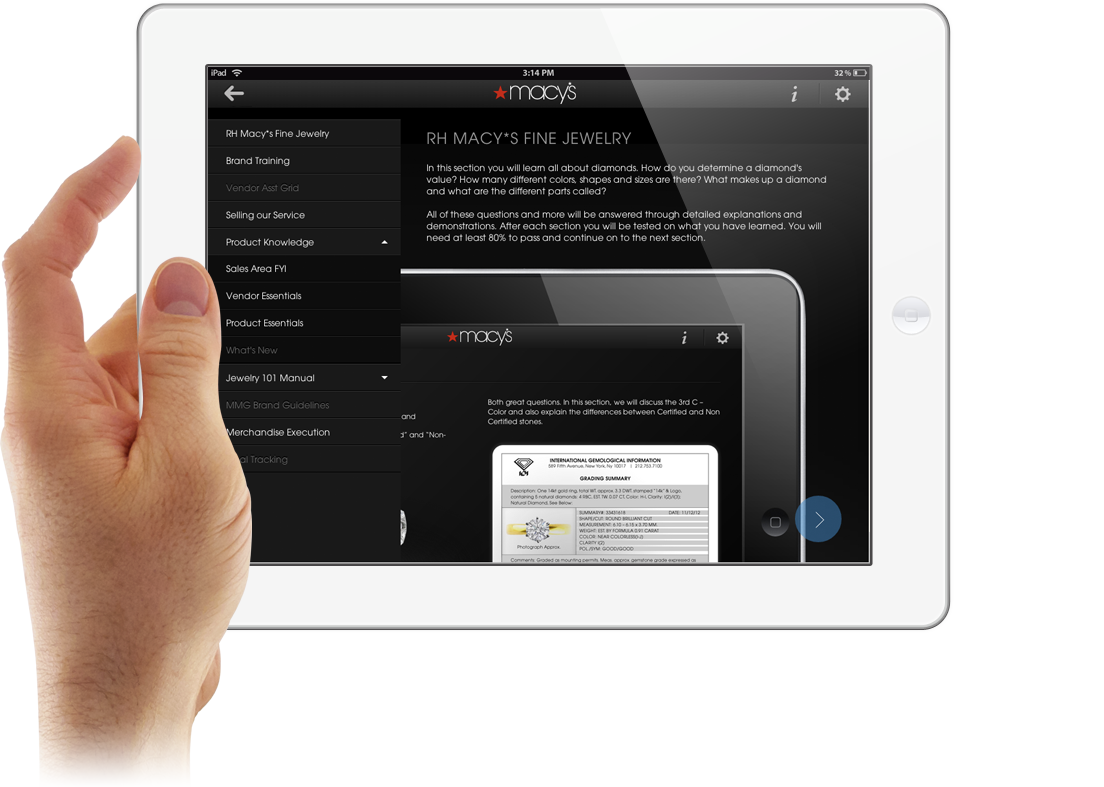 iPad
3:14 PM
32 %
macy's
i
RH Macy*s Fine Jewelry
Brand Training
Vendor Asst Grid
Selling our Service
Product Knowledge
Sales Area FYI
Vendor Essentials
Product Essentials
What's New
Jewelry 101 Manual
MMG Brand Guidelines
Merchandise Execution
al Tracking
RH MACY*S FINE JEWELRY
In this section you will learn all about diamonds. How do you determine a diamond's
value? How many different colors, shapes and sizes are there? What makes up a diamond
and what are the different parts called?
All of these questions and more will be answered through detailed explanations and
demonstrations. After each section you will be tested on what you have learned. You will
need at least 80% to pass and continue on to the next section.
macy's
i
and
d" and "Non-
Both great questions. In this section, we will discuss the 3rd C –
Color and also explain the differences between Certified and Non
Certified stones.
INTERNATIONAL GEMOLOGICAL INFORMATION
589 Fifth Avenue, New York, Ny 10017 | 212.753.7100
GRADING SUMMARY
Description: One 14kt gold ring, total WT. approx 3.3 DWT, stamped "14k" & Logo,
containing 5 natural diamonds: 4 RBC, EST. TW 0.07 CT, Color: H-I, Clarity: I(2)/I(3)
Natural Diamond, See Below:
SUMMARY#: 33431618 DATE: 11/12/12
SHAPE/CUT: ROUND BRILLIANT CUT
MEASUREMENT: 6.10 - 6.15 x 3.70 MM
WEIGHT: EST. BY FORMULA 0.91 CARAT
COLOR: NEAR COLORLESS(I-J)
CLARITY I(2)
POL./SYM: GOOD/GOOD
Photograph Approx
Comments: Graded as mounting permits. Meas. approx. gemstone grade expressed as